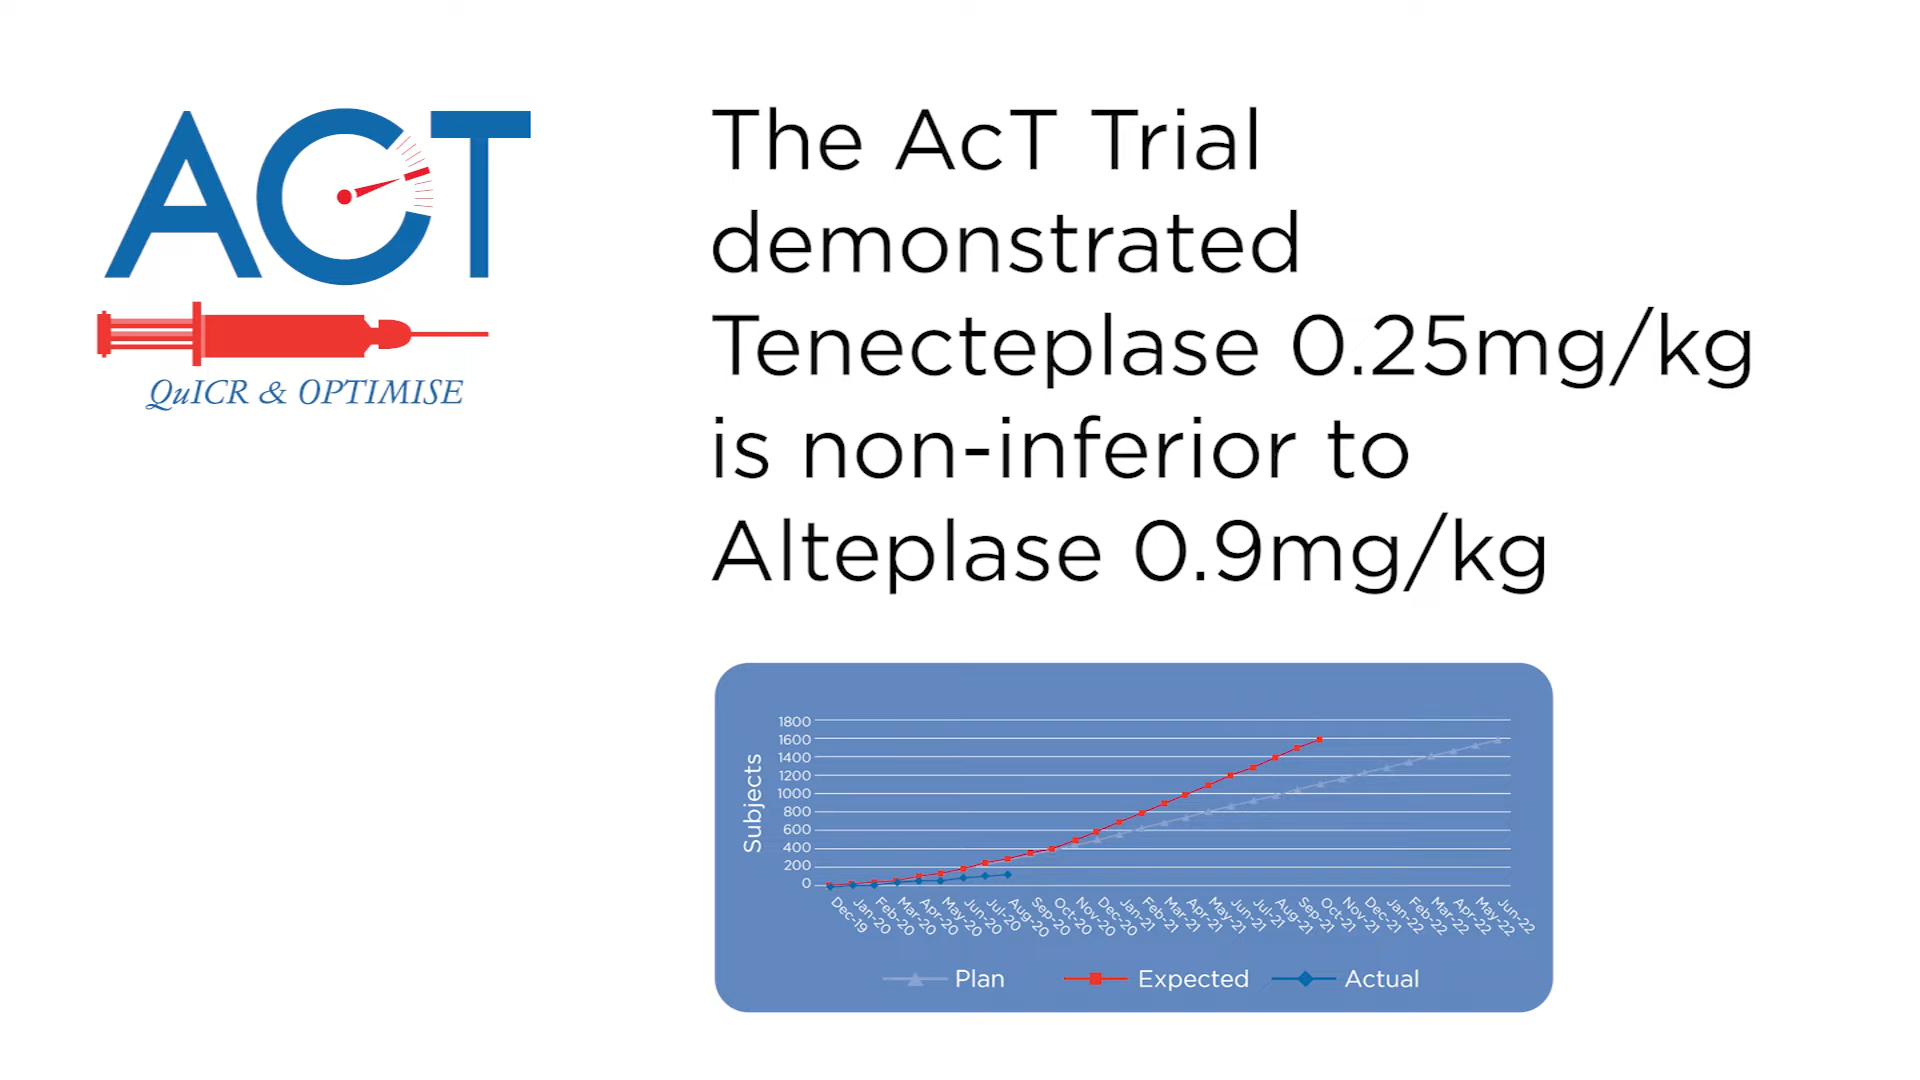 ACT
QuICR & OPTIMISE
The AcT Trial
demonstrated
Tenecteplase 0.25mg/kg
is non-inferior to
Alteplase 0.9mg/kg
Subjects
1800
1600
1400
1200
1000
800
600
400
200
0
Dec-19
Jan-20
Feb-20
Mar-20
Apr-20
May-20
Jun-20
Jul-20
Aug-20
Sep-20
Oct-20
Nov-20
Dec-20
Jan-21
Feb-21
Mar-21
Apr-21
May-21
Jun-21
Jul-21
Aug-21
Sep-21
Oct-21
Nov-21
Dec-21
Jan-22
Feb-22
Mar-22
Apr-22
May-22
Jun-22
Plan
Expected
Actual